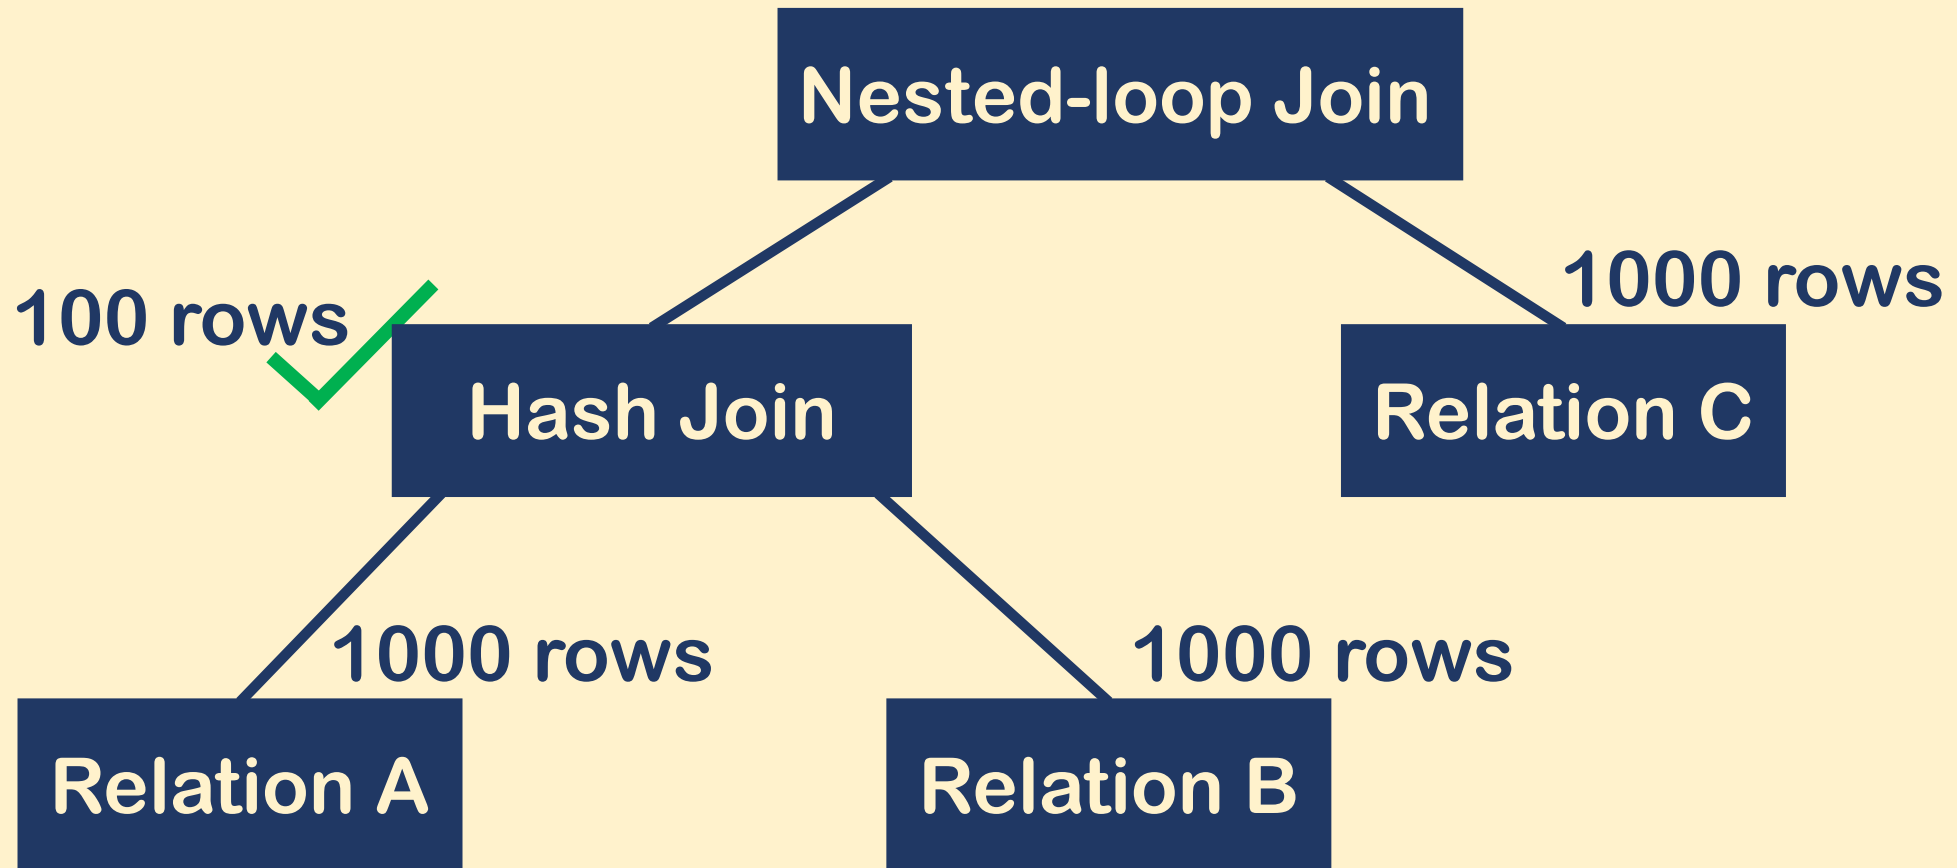 Nested-loop Join
1000 rows
100 rows
Hash Join
Relation C
1000 rows
1000 rows
Relation A
Relation B